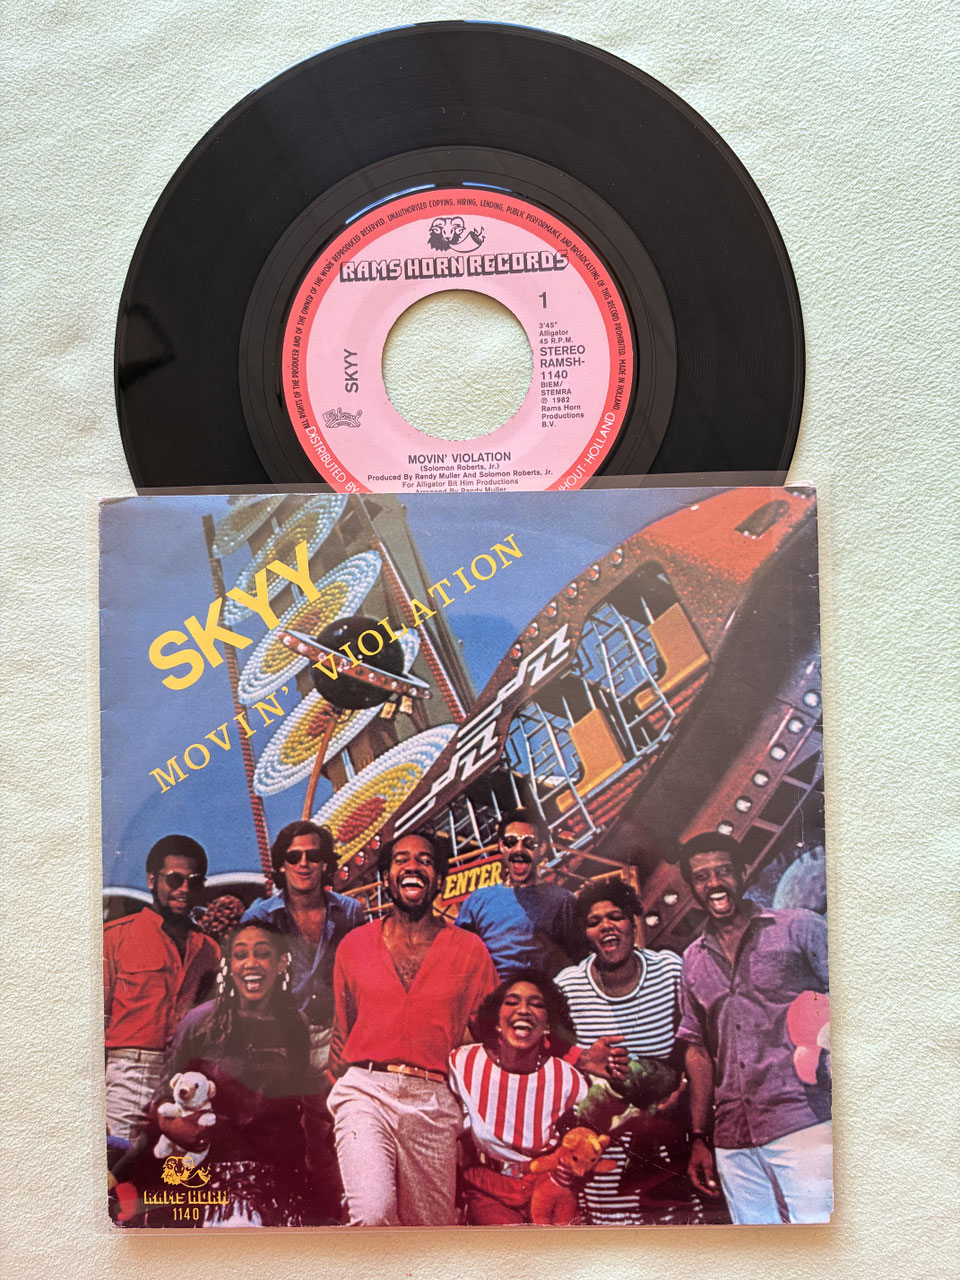 ALL RIGHTS OF THE PRODUCER AND OF THE OWNER OF THE WORK REPRODUCED RESERVED. UNAUTHORISED COPYING, HIRING, LENDING, PUBLIC PERFORMANCE AND BROADCASTING OF THIS RECORD PROHIBITED. MADE IN HOLLAND.
RAMS HORN RECORDS
1
3'45"
Alligator
45 R.P.M.
STEREO
RAMSH-
1140
BIEM/
STEMRA
℗ 1982
Rams Horn
Productions
B.V.
SKYY
MOVIN' VIOLATION
(Solomon Roberts, Jr.)
Produced By Randy Muller And Solomon Roberts, Jr.
For Alligator Bit Him Productions
Arranged By Randy Muller
DISTRIBUTED BY
HOUT-HOLLAND
SKYY
MOVIN' VIOLATION
ENTER
RAMS HORN
1140